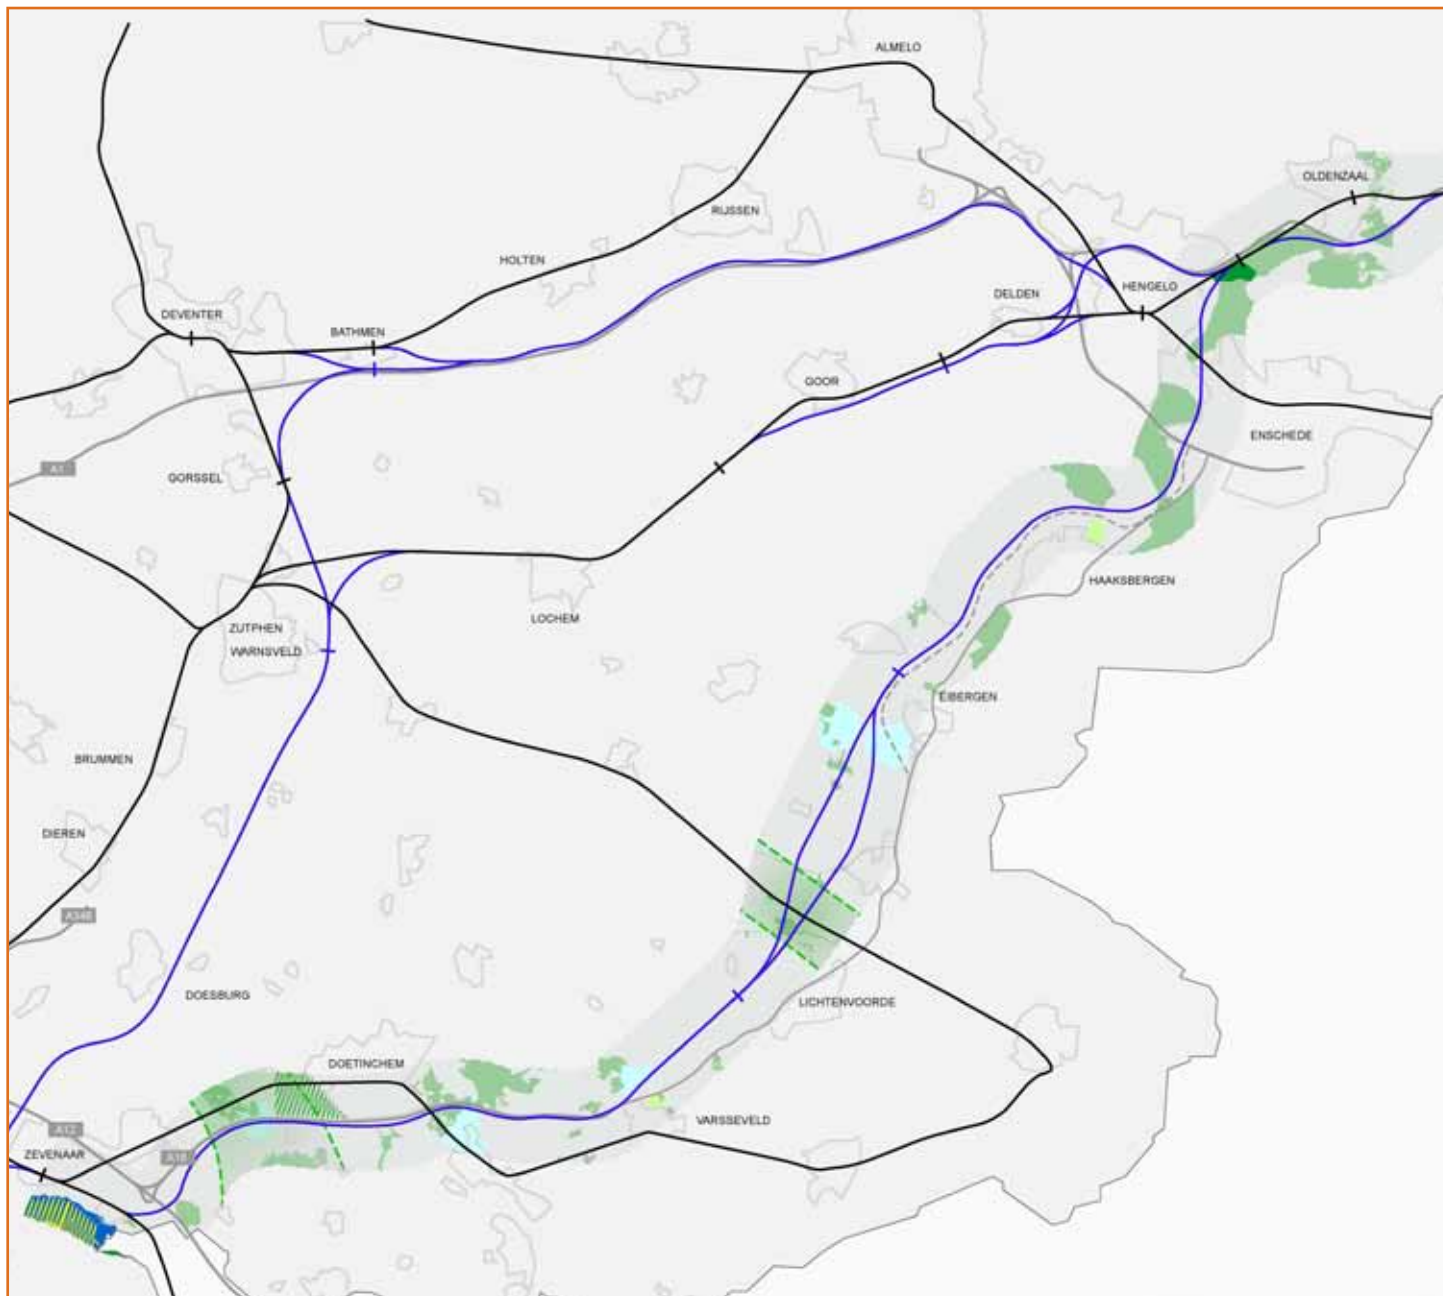 ALMELO
OLDENZAAL
RIJSSEN
HOLTEN
HENGELO
DELDEN
DEVENTER
BATHMEN
GOOR
ENSCHEDE
A1
GORSSEL
HAAKSBERGEN
LOCHEM
ZUTPHEN
WARNSVELD
EIBERGEN
BRUMMEN
DIEREN
A348
DOESBURG
LICHTENVOORDE
DOETINCHEM
VARSSEVELD
A12
ZEVENAAR
A18